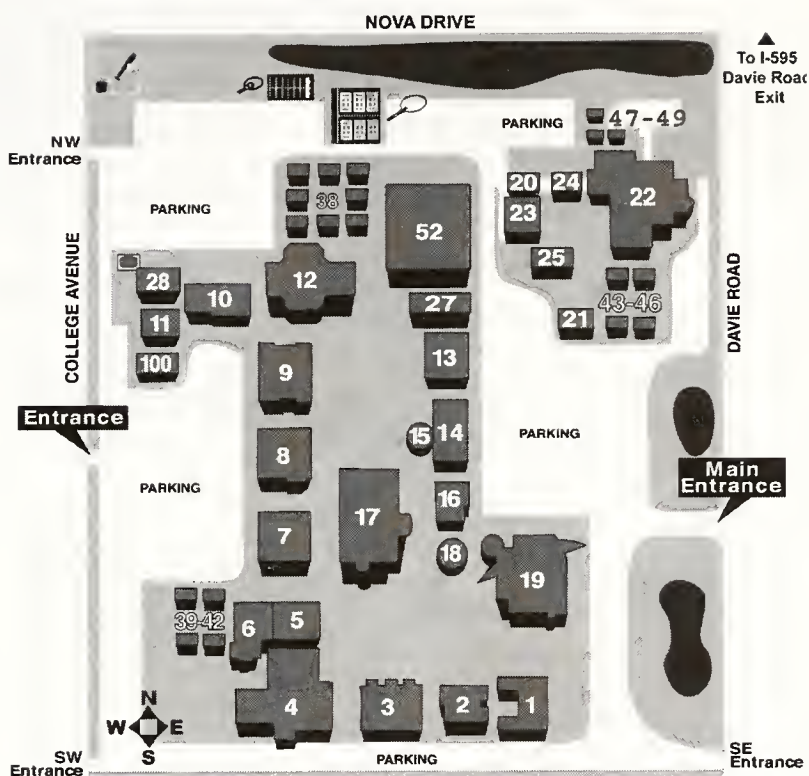 NOVA DRIVE
To I-595
Davie Road
Exit
PARKING
47-49
NW
Entrance
20
24
22
38
23
PARKING
52
25
28
12
10
27
43-46
COLLEGE AVENUE
DAVIE ROAD
11
21
13
100
9
Entrance
14
15
PARKING
8
Main
Entrance
PARKING
16
17
7
18
19
39-42
6
5
N
W E
S
4
3
2
1
SW
Entrance
PARKING
SE
Entrance